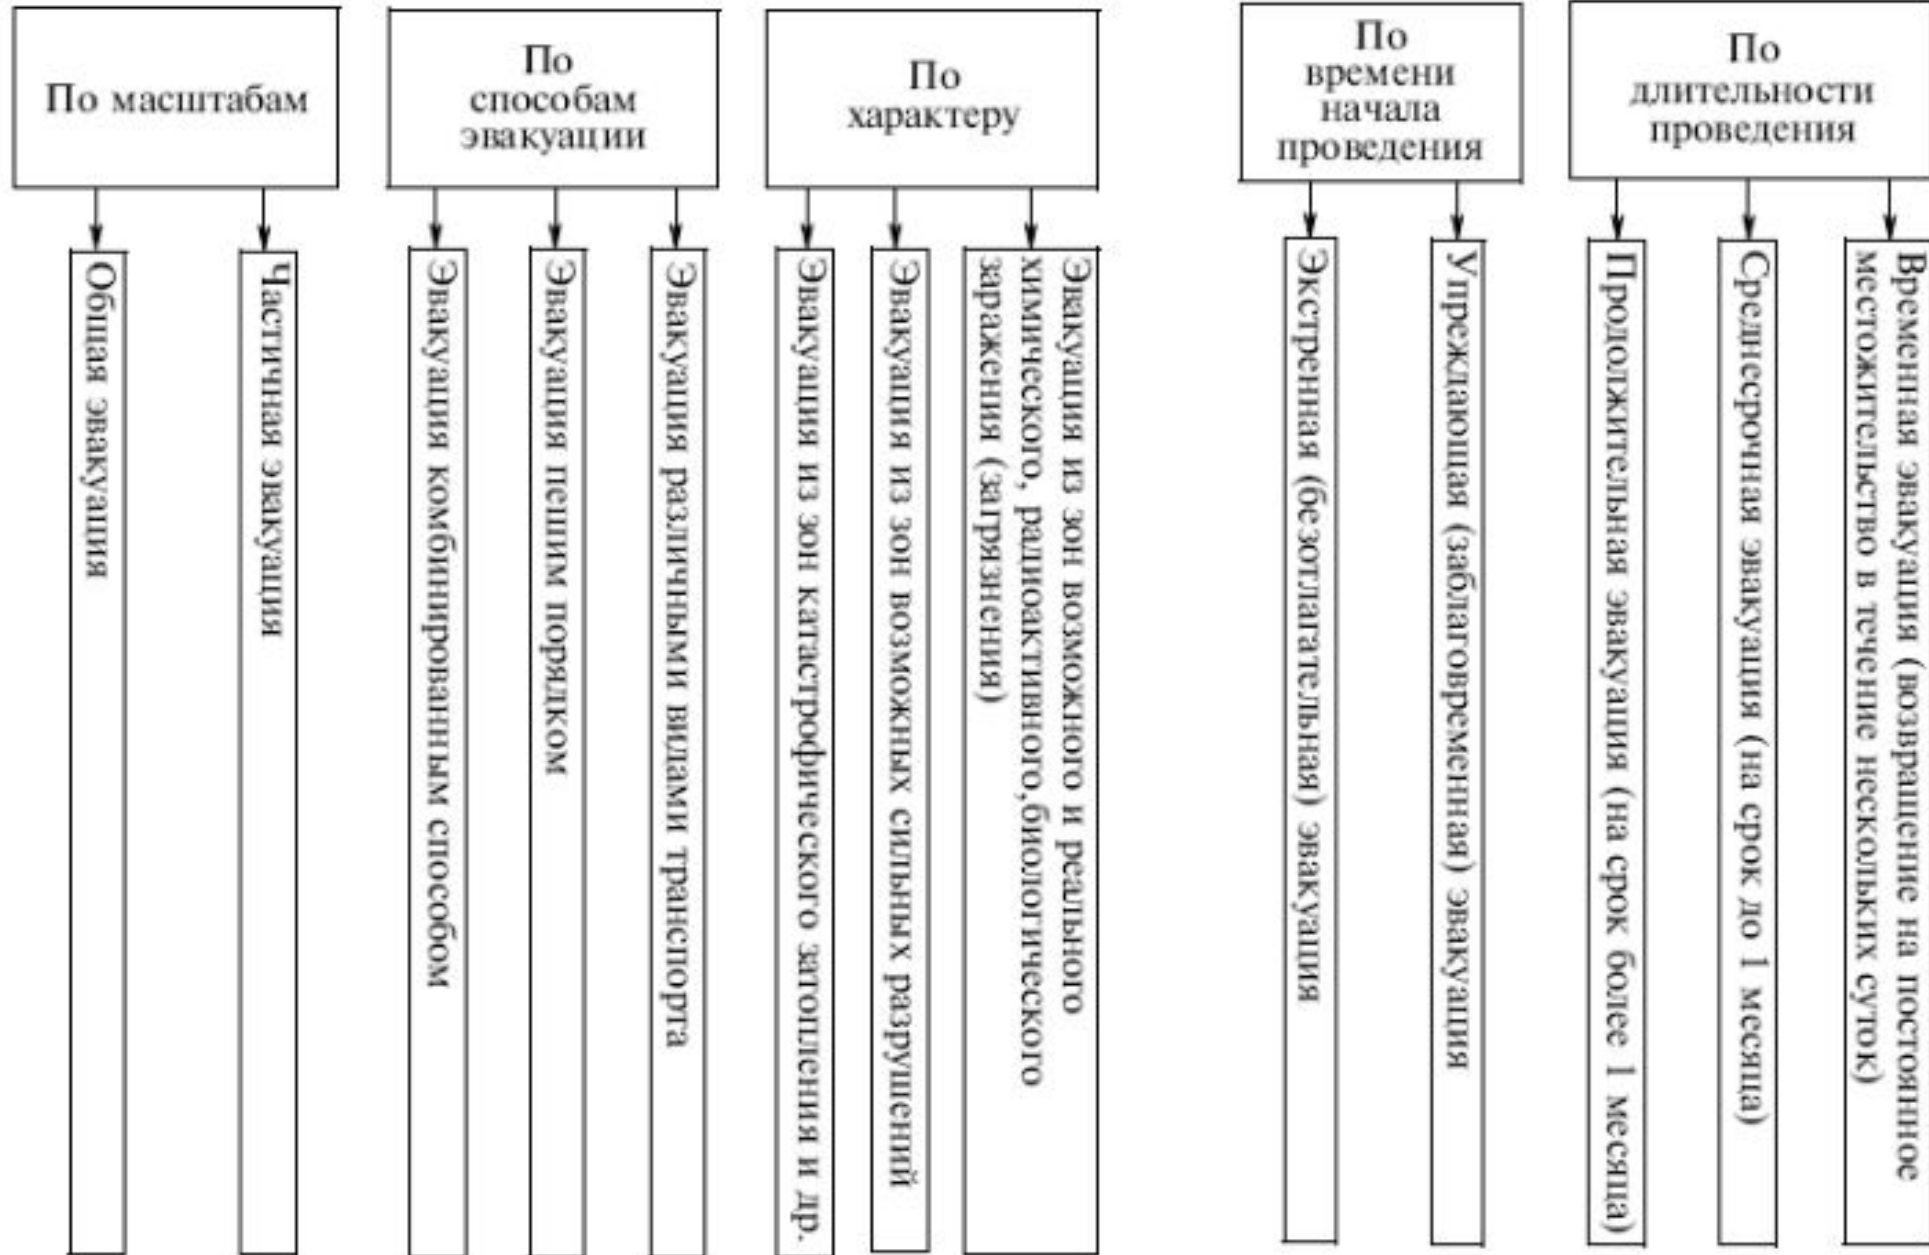 По масштабам
Общая эвакуация
Частичная эвакуация
По
способам
эвакуации
Эвакуация комбинированным способом
Эвакуация пешим порядком
Эвакуация различными видами транспорта
По
характеру
Эвакуация из зон катастрофического затопления и др.
Эвакуация из зон возможных сильных разрушений
Эвакуация из зон возможного и реального
химического, радиоактивного,биологического
заражения (загрязнения)
По
времени
начала
проведения
Экстренная (безотлагательная) эвакуация
Упреждающая (заблаговременная) эвакуация
По
длительности
проведения
Продолжительная эвакуация (на срок более 1 месяца)
Среднесрочная эвакуация (на срок до 1 месяца)
Временная эвакуация (возвращение на постоянное
местожительство в течение нескольких суток)